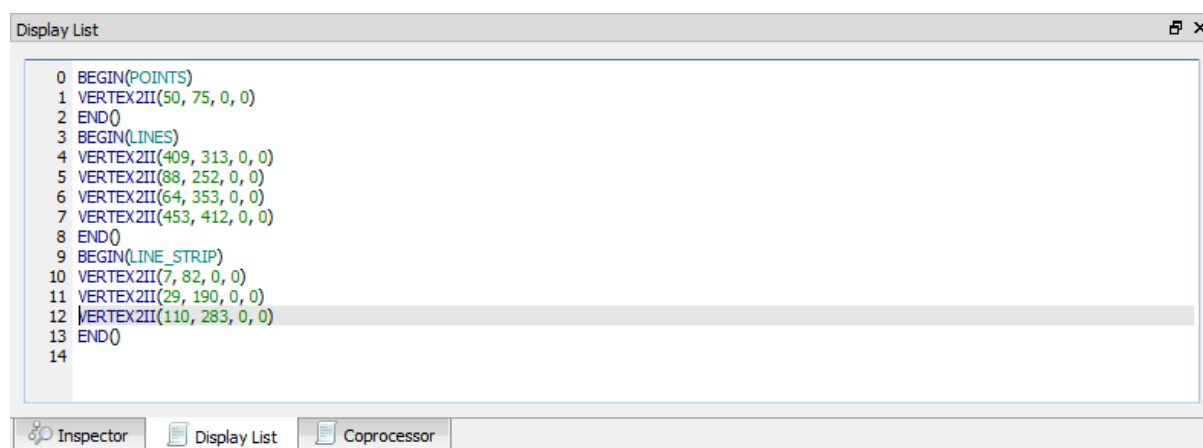 Display List
0 BEGIN(POINTS)
1 VERTEX2II(50, 75, 0, 0)
2 END()
3 BEGIN(LINES)
4 VERTEX2II(409, 313, 0, 0)
5 VERTEX2II(88, 252, 0, 0)
6 VERTEX2II(64, 353, 0, 0)
7 VERTEX2II(453, 412, 0, 0)
8 END()
9 BEGIN(LINE_STRIP)
10 VERTEX2II(7, 82, 0, 0)
11 VERTEX2II(29, 190, 0, 0)
12 VERTEX2II(110, 283, 0, 0)
13 END()
14
Inspector Display List Coprocessor